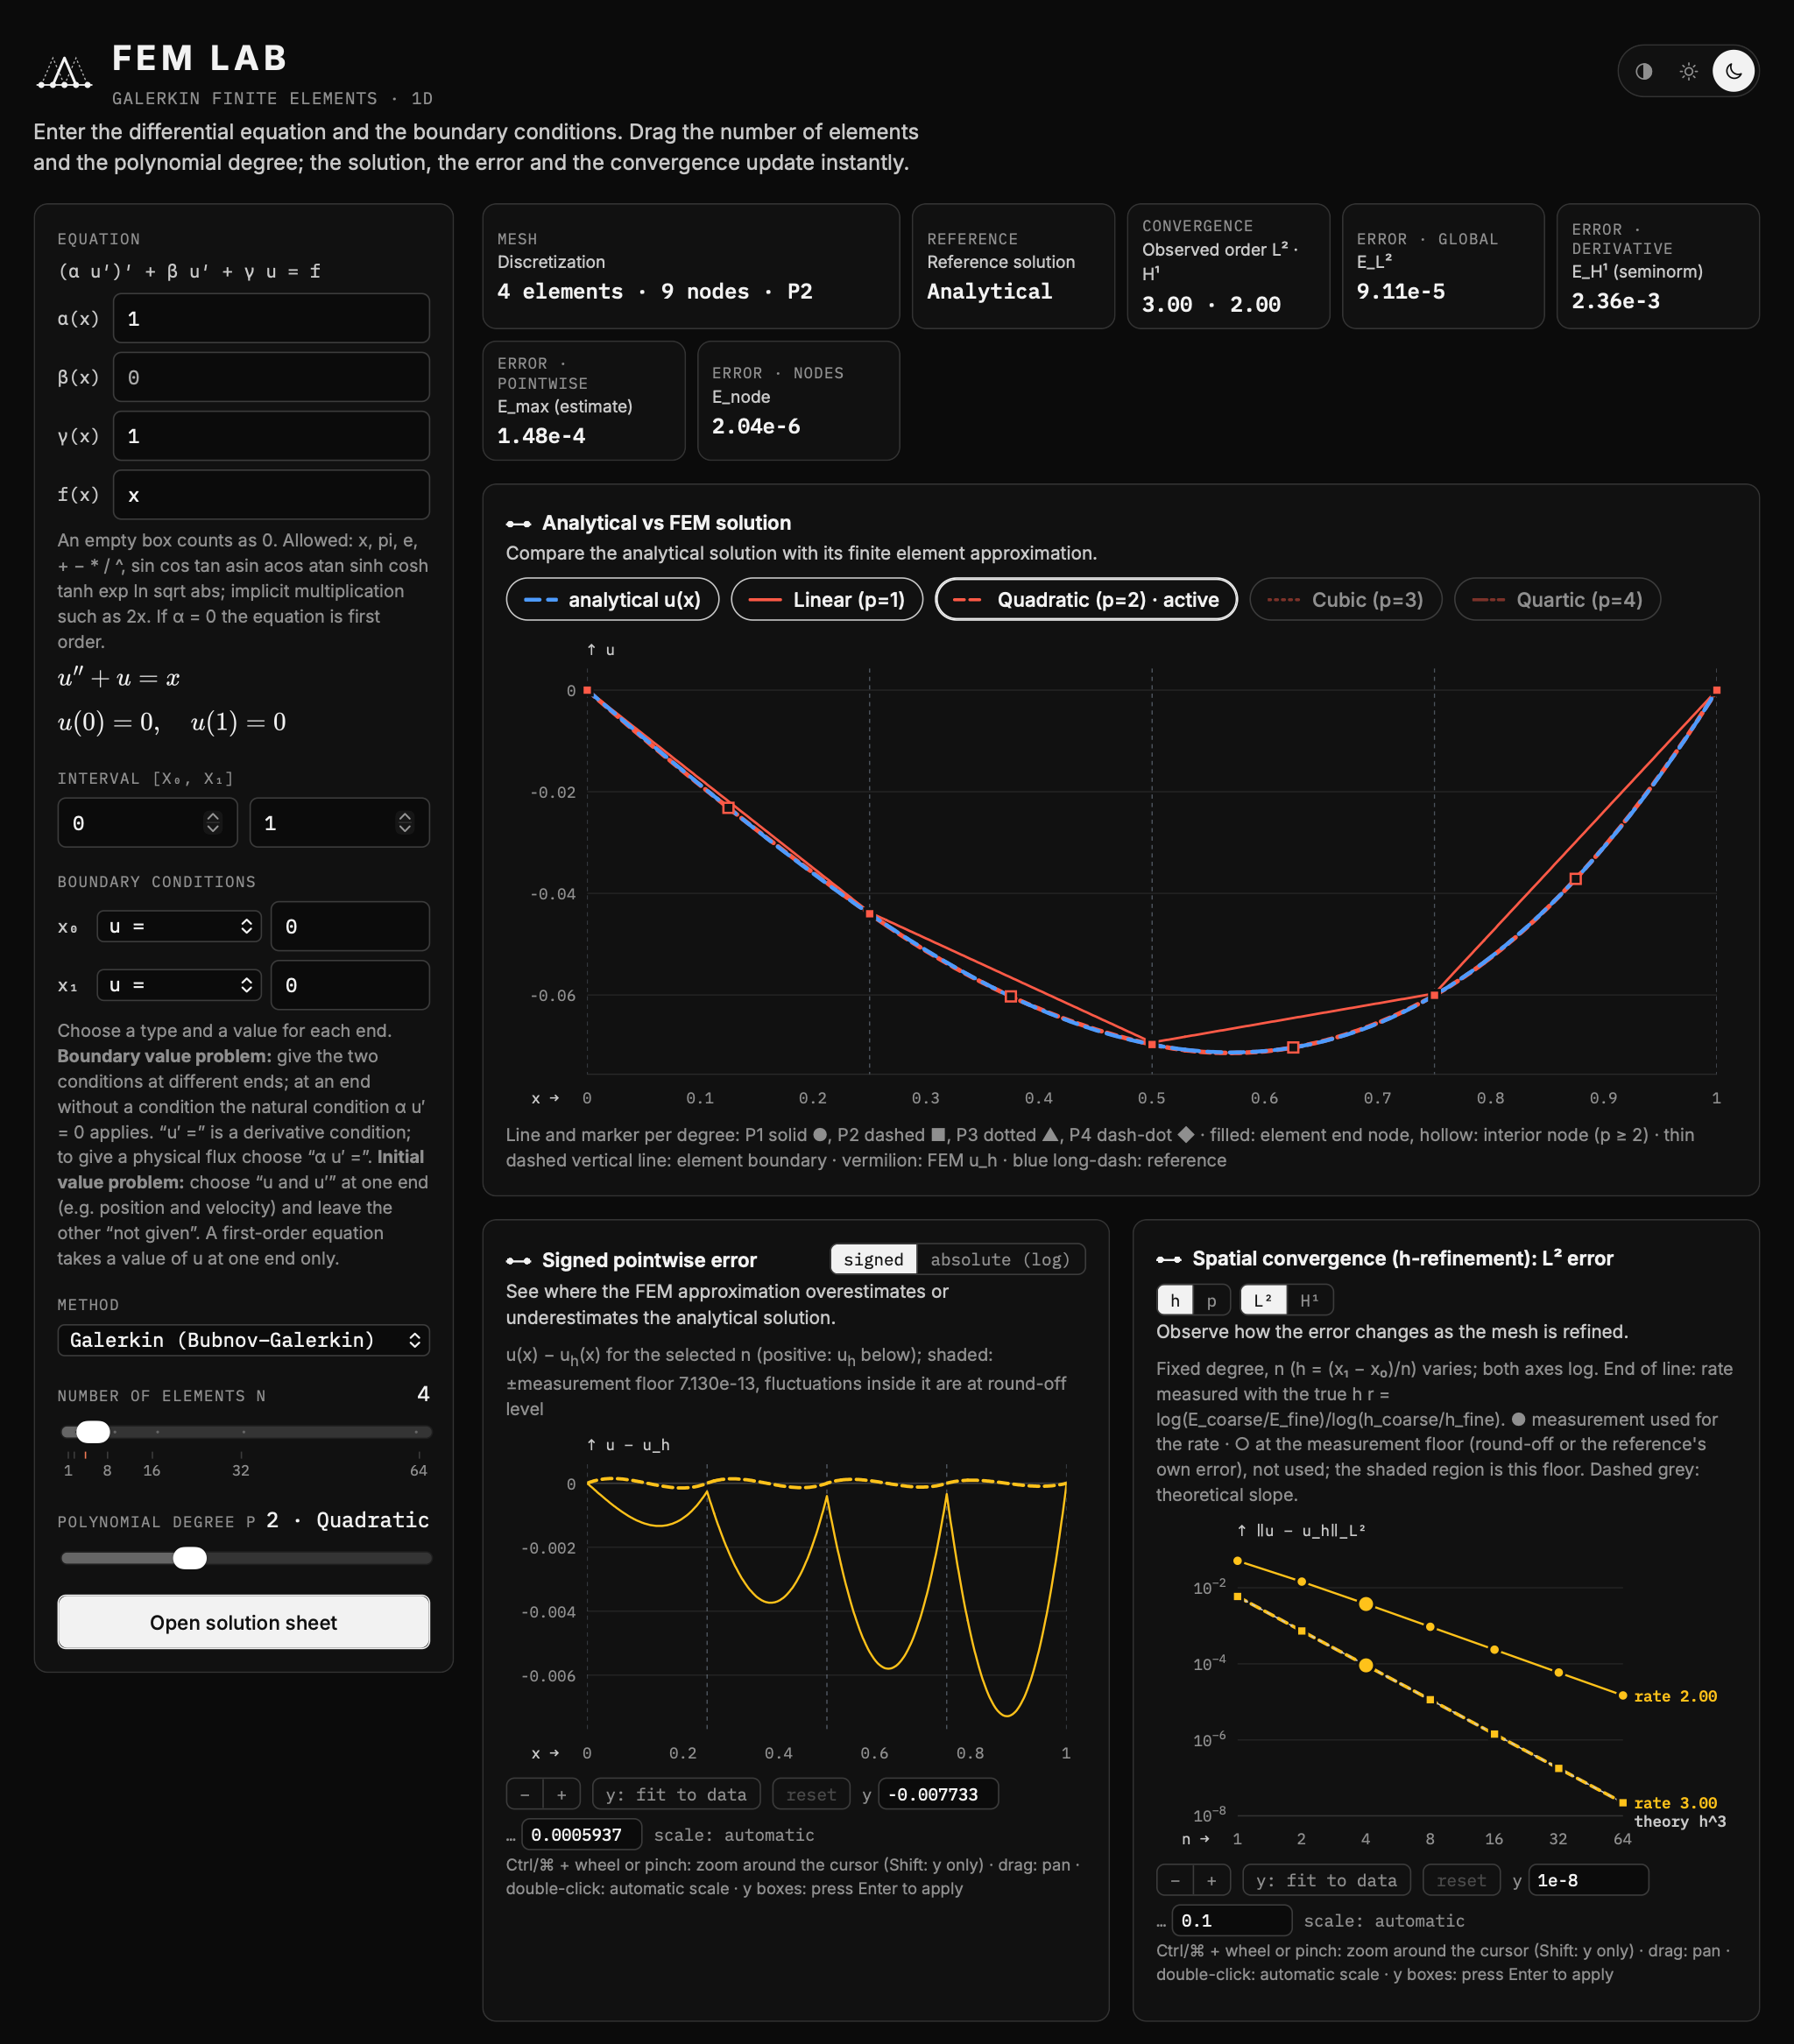 FEM LAB
GALERKIN FINITE ELEMENTS · 1D
Enter the differential equation and the boundary conditions. Drag the number of elements
and the polynomial degree; the solution, the error and the convergence update instantly.
EQUATION
(α u′)′ + β u′ + γ u = f
α(x) 1
β(x) 0
γ(x) 1
f(x) x
An empty box counts as 0. Allowed: x, pi, e,
+ − * / ^, sin cos tan asin acos atan sinh cosh
tanh exp ln sqrt abs; implicit multiplication
such as 2x. If α = 0 the equation is first
order.
u″ + u = x
u(0) = 0, u(1) = 0
INTERVAL [X₀, X₁]
0 1
BOUNDARY CONDITIONS
x₀ u = 0
x₁ u = 0
Choose a type and a value for each end.
Boundary value problem: give the two
conditions at different ends; at an end
without a condition the natural condition α u′
= 0 applies. “u′ =” is a derivative condition;
to give a physical flux choose “α u′ =”. Initial
value problem: choose “u and u′” at one end
(e.g. position and velocity) and leave the
other “not given”. A first-order equation
takes a value of u at one end only.
METHOD
Galerkin (Bubnov–Galerkin)
NUMBER OF ELEMENTS N 4
1 8 16 32 64
POLYNOMIAL DEGREE P 2 · Quadratic
Open solution sheet
MESH
Discretization
4 elements · 9 nodes · P2
REFERENCE
Reference solution
Analytical
CONVERGENCE
Observed order L² ·
H¹
3.00 · 2.00
ERROR · GLOBAL
E_L²
9.11e-5
ERROR ·
DERIVATIVE
E_H¹ (seminorm)
2.36e-3
ERROR ·
POINTWISE
E_max (estimate)
1.48e-4
ERROR · NODES
E_node
2.04e-6
Analytical vs FEM solution
Compare the analytical solution with its finite element approximation.
analytical u(x) Linear (p=1) Quadratic (p=2) · active Cubic (p=3) Quartic (p=4)
↑ u
0
-0.02
-0.04
-0.06
x → 0 0.1 0.2 0.3 0.4 0.5 0.6 0.7 0.8 0.9 1
Line and marker per degree: P1 solid ●, P2 dashed ■, P3 dotted ▲, P4 dash-dot ◆ · filled: element end node, hollow: interior node (p ≥ 2) · thin
dashed vertical line: element boundary · vermilion: FEM u_h · blue long-dash: reference
Signed pointwise error signed absolute (log)
See where the FEM approximation overestimates or
underestimates the analytical solution.
u(x) − uₕ(x) for the selected n (positive: uₕ below); shaded:
±measurement floor 7.130e-13, fluctuations inside it are at round-off
level
↑ u − u_h
0
-0.002
-0.004
-0.006
x → 0 0.2 0.4 0.6 0.8 1
− + y: fit to data reset y -0.007733
… 0.0005937 scale: automatic
Ctrl/⌘ + wheel or pinch: zoom around the cursor (Shift: y only) · drag: pan ·
double-click: automatic scale · y boxes: press Enter to apply
Spatial convergence (h-refinement): L² error
h p L² H¹
Observe how the error changes as the mesh is refined.
Fixed degree, n (h = (x₁ − x₀)/n) varies; both axes log. End of line: rate
measured with the true h r =
log(E_coarse/E_fine)/log(h_coarse/h_fine). ● measurement used for
the rate · ○ at the measurement floor (round-off or the reference's
own error), not used; the shaded region is this floor. Dashed grey:
theoretical slope.
↑ ‖u − u_h‖_L²
10⁻²
10⁻⁴
10⁻⁶
10⁻⁸
rate 2.00
rate 3.00
theory h^3
n → 1 2 4 8 16 32 64
− + y: fit to data reset y 1e-8
… 0.1 scale: automatic
Ctrl/⌘ + wheel or pinch: zoom around the cursor (Shift: y only) · drag: pan ·
double-click: automatic scale · y boxes: press Enter to apply